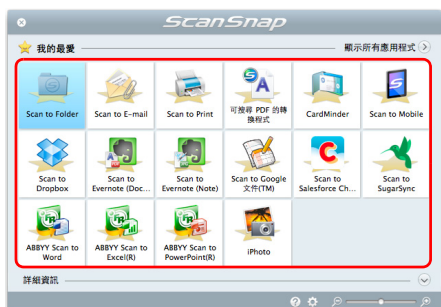 ScanSnap
我的最愛
顯示所有應用程式
Scan to Folder
Scan to E-mail
Scan to Print
可搜尋 PDF 的轉
換程式
CardMinder
Scan to Mobile
Scan to
Dropbox
Scan to
Evernote (Doc...
Scan to
Evernote (Note)
Scan to Google
文件(TM)
Scan to
Salesforce Ch...
Scan to
SugarSync
ABBYY Scan to
Word
ABBYY Scan to
Excel(R)
ABBYY Scan to
PowerPoint(R)
iPhoto
詳細資訊